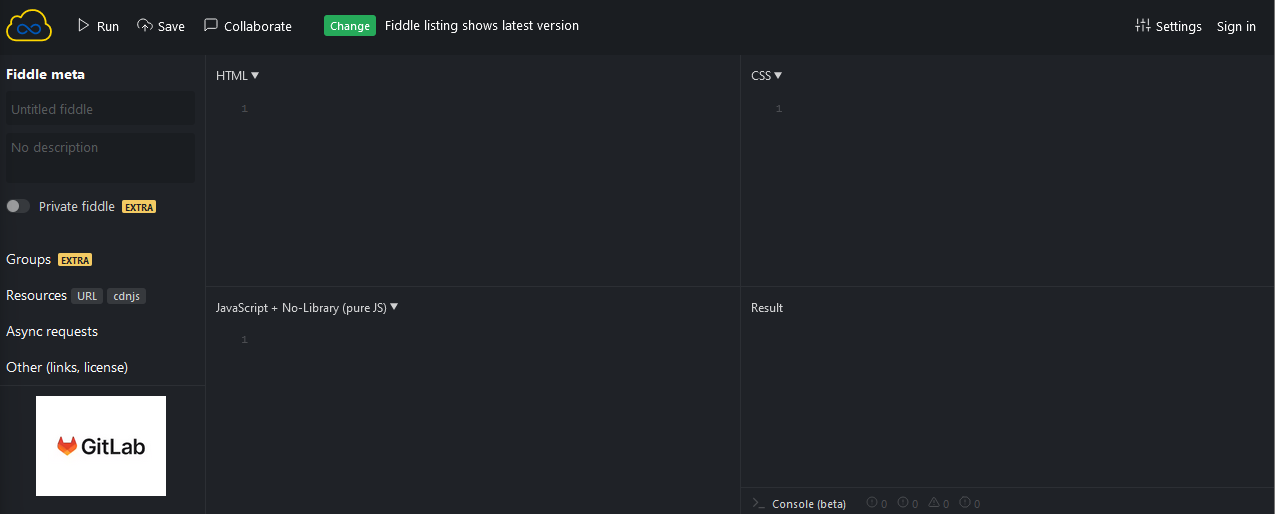 Run Save Collaborate Change Fiddle listing shows latest version Settings Sign in
Fiddle meta
Untitled fiddle
No description
Private fiddle EXTRA
Groups EXTRA
Resources URL cdnjs
Async requests
Other (links, license)
GitLab
HTML ▼
1
CSS ▼
1
JavaScript + No-Library (pure JS) ▼
1
Result
>_ Console (beta) 0 0 0 0